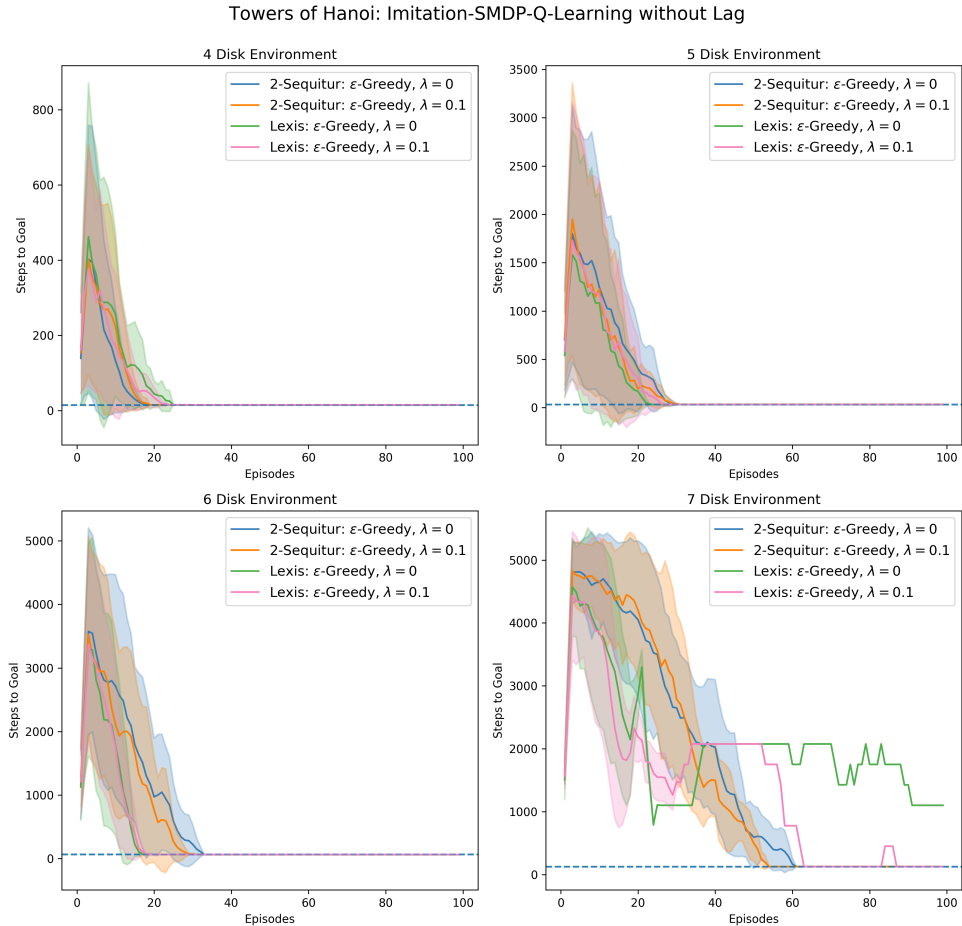 Towers of Hanoi: Imitation-SMDP-Q-Learning without Lag
4 Disk Environment
2-Sequitur: ε-Greedy, λ = 0
2-Sequitur: ε-Greedy, λ = 0.1
Lexis: ε-Greedy, λ = 0
Lexis: ε-Greedy, λ = 0.1
Steps to Goal
800
600
400
200
0
0 20 40 60 80 100
Episodes
5 Disk Environment
2-Sequitur: ε-Greedy, λ = 0
2-Sequitur: ε-Greedy, λ = 0.1
Lexis: ε-Greedy, λ = 0
Lexis: ε-Greedy, λ = 0.1
Steps to Goal
3500
3000
2500
2000
1500
1000
500
0
0 20 40 60 80 100
Episodes
6 Disk Environment
2-Sequitur: ε-Greedy, λ = 0
2-Sequitur: ε-Greedy, λ = 0.1
Lexis: ε-Greedy, λ = 0
Lexis: ε-Greedy, λ = 0.1
Steps to Goal
5000
4000
3000
2000
1000
0
0 20 40 60 80 100
Episodes
7 Disk Environment
2-Sequitur: ε-Greedy, λ = 0
2-Sequitur: ε-Greedy, λ = 0.1
Lexis: ε-Greedy, λ = 0
Lexis: ε-Greedy, λ = 0.1
Steps to Goal
5000
4000
3000
2000
1000
0
0 20 40 60 80 100
Episodes